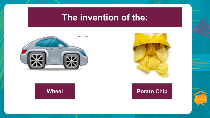 The invention of the:
Wheel
Potato Chip